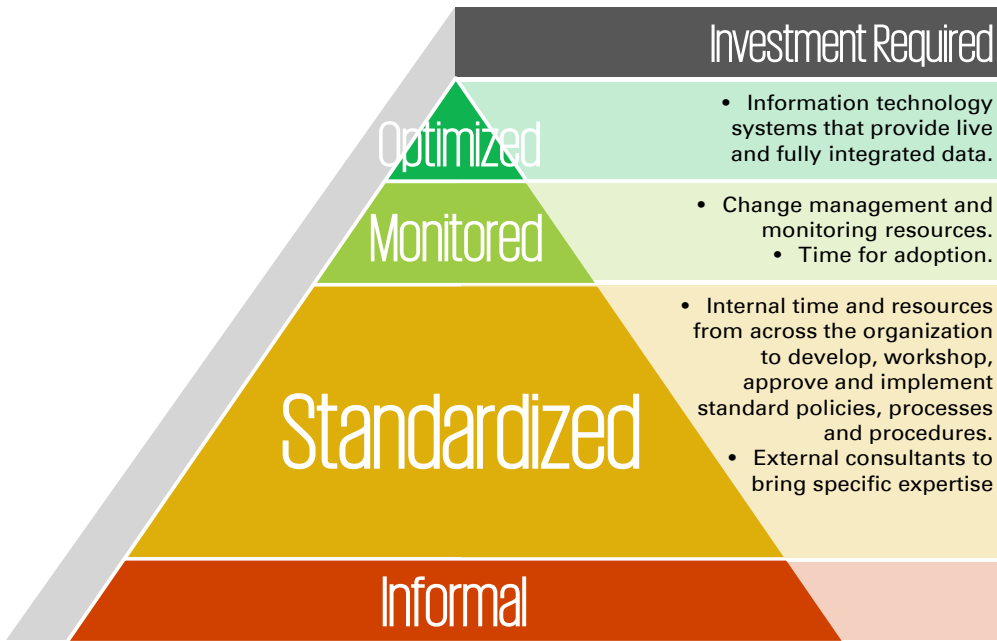 Investment Required
Optimized
• Information technology
systems that provide live
and fully integrated data.
Monitored
• Change management and
monitoring resources.
• Time for adoption.
Standardized
• Internal time and resources
from across the organization
to develop, workshop,
approve and implement
standard policies, processes
and procedures.
• External consultants to
bring specific expertise
Informal